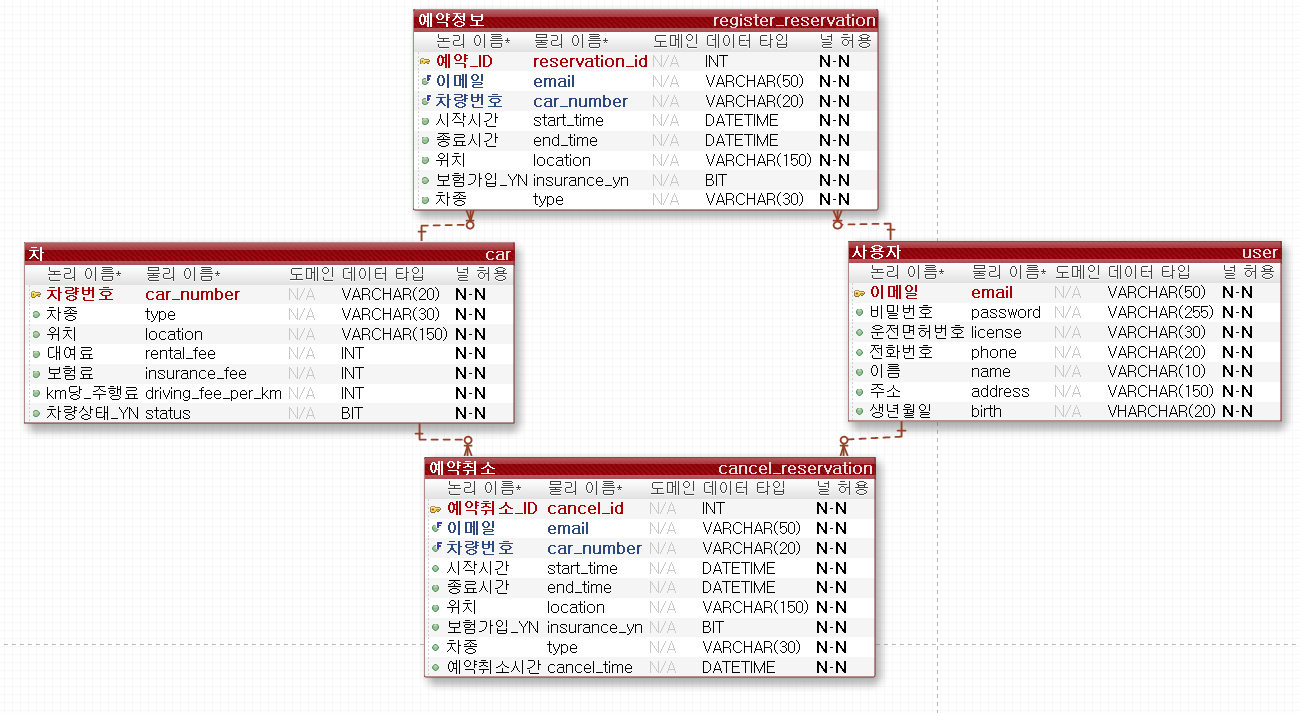 예약정보 register_reservation
논리 이름* 물리 이름* 도메인 데이터 타입 널 허용
예약_ID reservation_id N/A INT N-N
이메일 email N/A VARCHAR(50) N-N
차량번호 car_number N/A VARCHAR(20) N-N
시작시간 start_time N/A DATETIME N-N
종료시간 end_time N/A DATETIME N-N
위치 location N/A VARCHAR(150) N-N
보험가입_YN insurance_yn N/A BIT N-N
차종 type N/A VARCHAR(30) N-N
차 car
논리 이름* 물리 이름* 도메인 데이터 타입 널 허용
차량번호 car_number N/A VARCHAR(20) N-N
차종 type N/A VARCHAR(30) N-N
위치 location N/A VARCHAR(150) N-N
대여료 rental_fee N/A INT N-N
보험료 insurance_fee N/A INT N-N
km당_주행료 driving_fee_per_km N/A INT N-N
차량상태_YN status N/A BIT N-N
사용자 user
논리 이름* 물리 이름* 도메인 데이터 타입 널 허용
이메일 email N/A VARCHAR(50) N-N
비밀번호 password N/A VARCHAR(255) N-N
운전면허번호 license N/A VARCHAR(30) N-N
전화번호 phone N/A VARCHAR(20) N-N
이름 name N/A VARCHAR(10) N-N
주소 address N/A VARCHAR(150) N-N
생년월일 birth N/A VHARCHAR(20) N-N
예약취소 cancel_reservation
논리 이름* 물리 이름* 도메인 데이터 타입 널 허용
예약취소_ID cancel_id N/A INT N-N
이메일 email N/A VARCHAR(50) N-N
차량번호 car_number N/A VARCHAR(20) N-N
시작시간 start_time N/A DATETIME N-N
종료시간 end_time N/A DATETIME N-N
위치 location N/A VARCHAR(150) N-N
보험가입_YN insurance_yn N/A BIT N-N
차종 type N/A VARCHAR(30) N-N
예약취소시간 cancel_time N/A DATETIME N-N